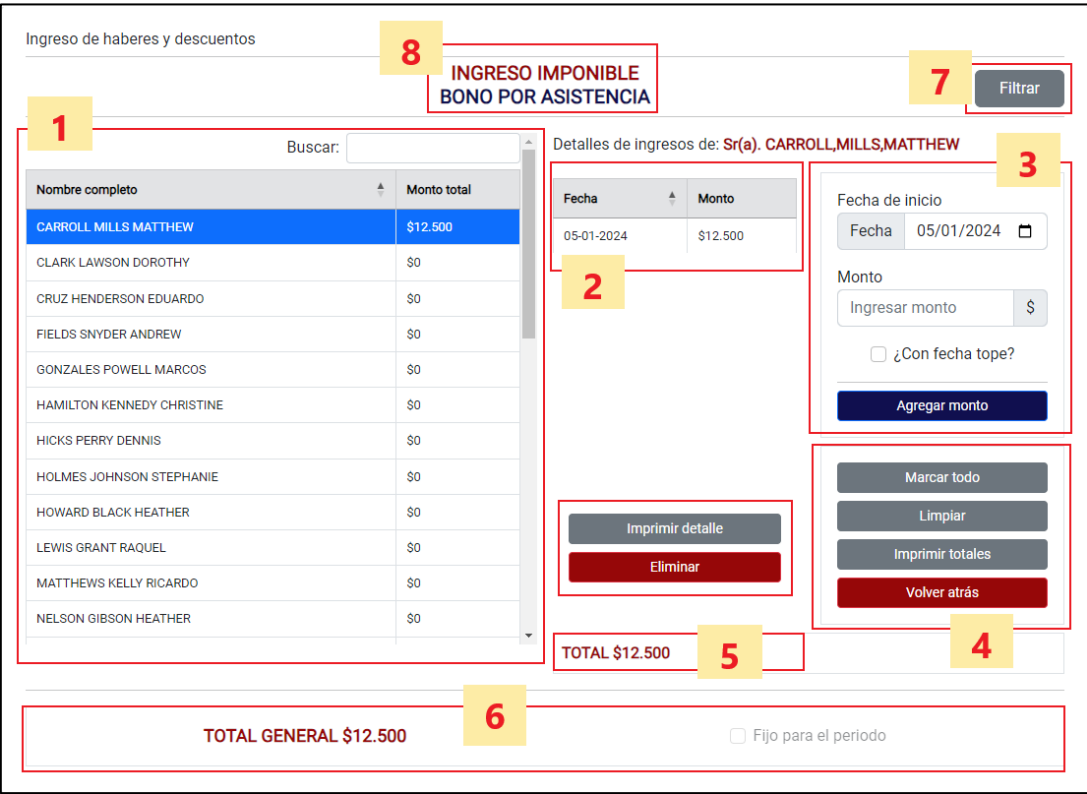 Ingreso de haberes y descuentos
8
INGRESO IMPONIBLE
BONO POR ASISTENCIA
7
Filtrar
1
Buscar:
Nombre completo Monto total
CARROLL MILLS MATTHEW $12.500
CLARK LAWSON DOROTHY $0
CRUZ HENDERSON EDUARDO $0
FIELDS SNYDER ANDREW $0
GONZALES POWELL MARCOS $0
HAMILTON KENNEDY CHRISTINE $0
HICKS PERRY DENNIS $0
HOLMES JOHNSON STEPHANIE $0
HOWARD BLACK HEATHER $0
LEWIS GRANT RAQUEL $0
MATTHEWS KELLY RICARDO $0
NELSON GIBSON HEATHER $0
Detalles de ingresos de: Sr(a). CARROLL,MILLS,MATTHEW
Fecha Monto
05-01-2024 $12.500
2
3
Fecha de inicio
Fecha 05/01/2024
Monto
Ingresar monto $
¿Con fecha tope?
Agregar monto
Imprimir detalle
Eliminar
Marcar todo
Limpiar
Imprimir totales
Volver atrás
4
TOTAL $12.500
5
6
TOTAL GENERAL $12.500
Fijo para el periodo